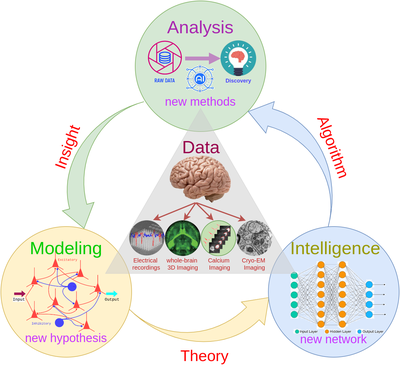 Analysis
RAW DATA
AI
Discovery
new methods
Insight
Algorithm
Data
Electrical
recordings
whole-brain
3D Imaging
Calcium
Imaging
Cryo-EM
Imaging
Modeling
Excitatory
Input
Output
Inhibitory
new hypothesis
Intelligence
Input Layer
Hidden Layer
Output Layer
new network
Theory